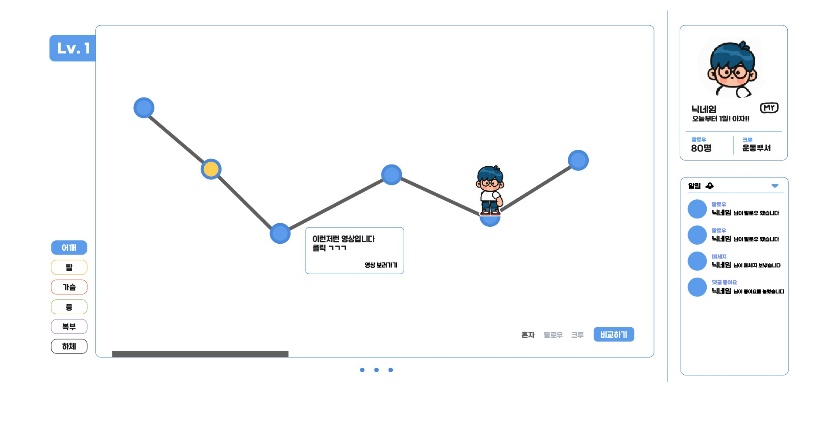 Lv. 1
어깨
팔
가슴
등
복부
하체
이런저런 영상입니다
클릭 ㄱㄱㄱ
영상 보러가기
혼자 팔로우 크루 비교하기
닉네임 MY
오늘부터 1일! 아자!!
팔로우 크루
80명 운동부서
알림
팔로우
닉네임 님이 팔로우 했습니다
팔로우
닉네임 님이 팔로우 했습니다
메세지
닉네임 님이 메세지 보냈습니다
댓글 좋아요
닉네임 님이 좋아요를 눌렀습니다